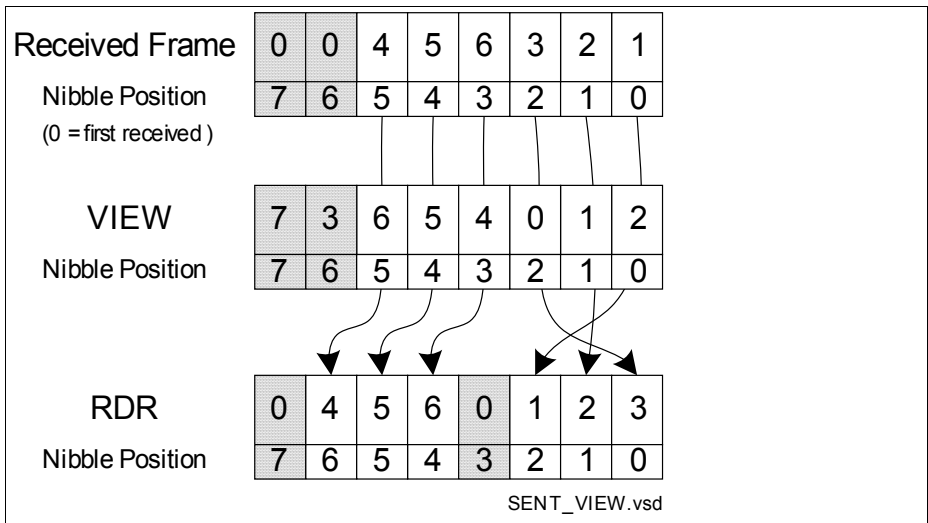 Received Frame 0 0 4 5 6 3 2 1
Nibble Position 7 6 5 4 3 2 1 0
(0 = first received )
VIEW 7 3 6 5 4 0 1 2
Nibble Position 7 6 5 4 3 2 1 0
RDR 0 4 5 6 0 1 2 3
Nibble Position 7 6 5 4 3 2 1 0
SENT_VIEW.vsd